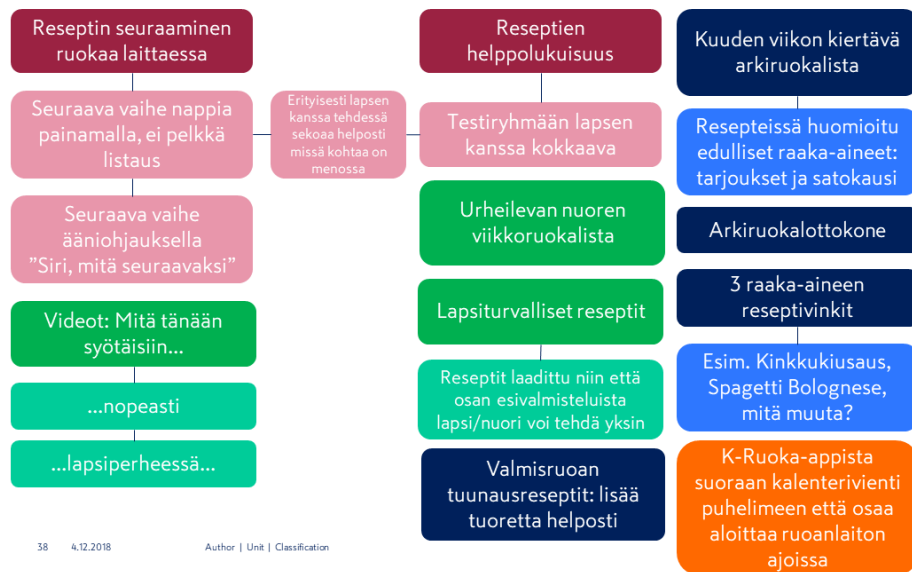 Reseptin seuraaminen
ruokaa laittaessa
Seuraava vaihe nappia
painamalla, ei pelkkä
listaus
Seuraava vaihe
ääniohjauksella
”Siri, mitä seuraavaksi”
Videot: Mitä tänään
syötäisiin...
...nopeasti
...lapsiperheessä...
Erityisesti lapsen
kanssa tehdessä
sekoaa helposti
missä kohtaa on
menossa
Reseptien
helppolukuisuus
Testiryhmään lapsen
kanssa kokkaava
Urheilevan nuoren
viikkoruokalista
Lapsiturvalliset reseptit
Reseptit laadittu niin että
osan esivalmisteluista
lapsi/nuori voi tehdä yksin
Valmisruoan
tuunausreseptit: lisää
tuoretta helposti
Kuuden viikon kiertävä
arkiruokalista
Resepteissä huomioitu
edulliset raaka-aineet:
tarjoukset ja satokausi
Arkiruokalottokone
3 raaka-aineen
reseptivinkit
Esim. Kinkkukiusaus,
Spagetti Bolognese,
mitä muuta?
K-Ruoka-appista
suoraan kalenterivienti
puhelimeen että osaa
aloittaa ruoanlaiton
ajoissa
38 4.12.2018 Author | Unit | Classification